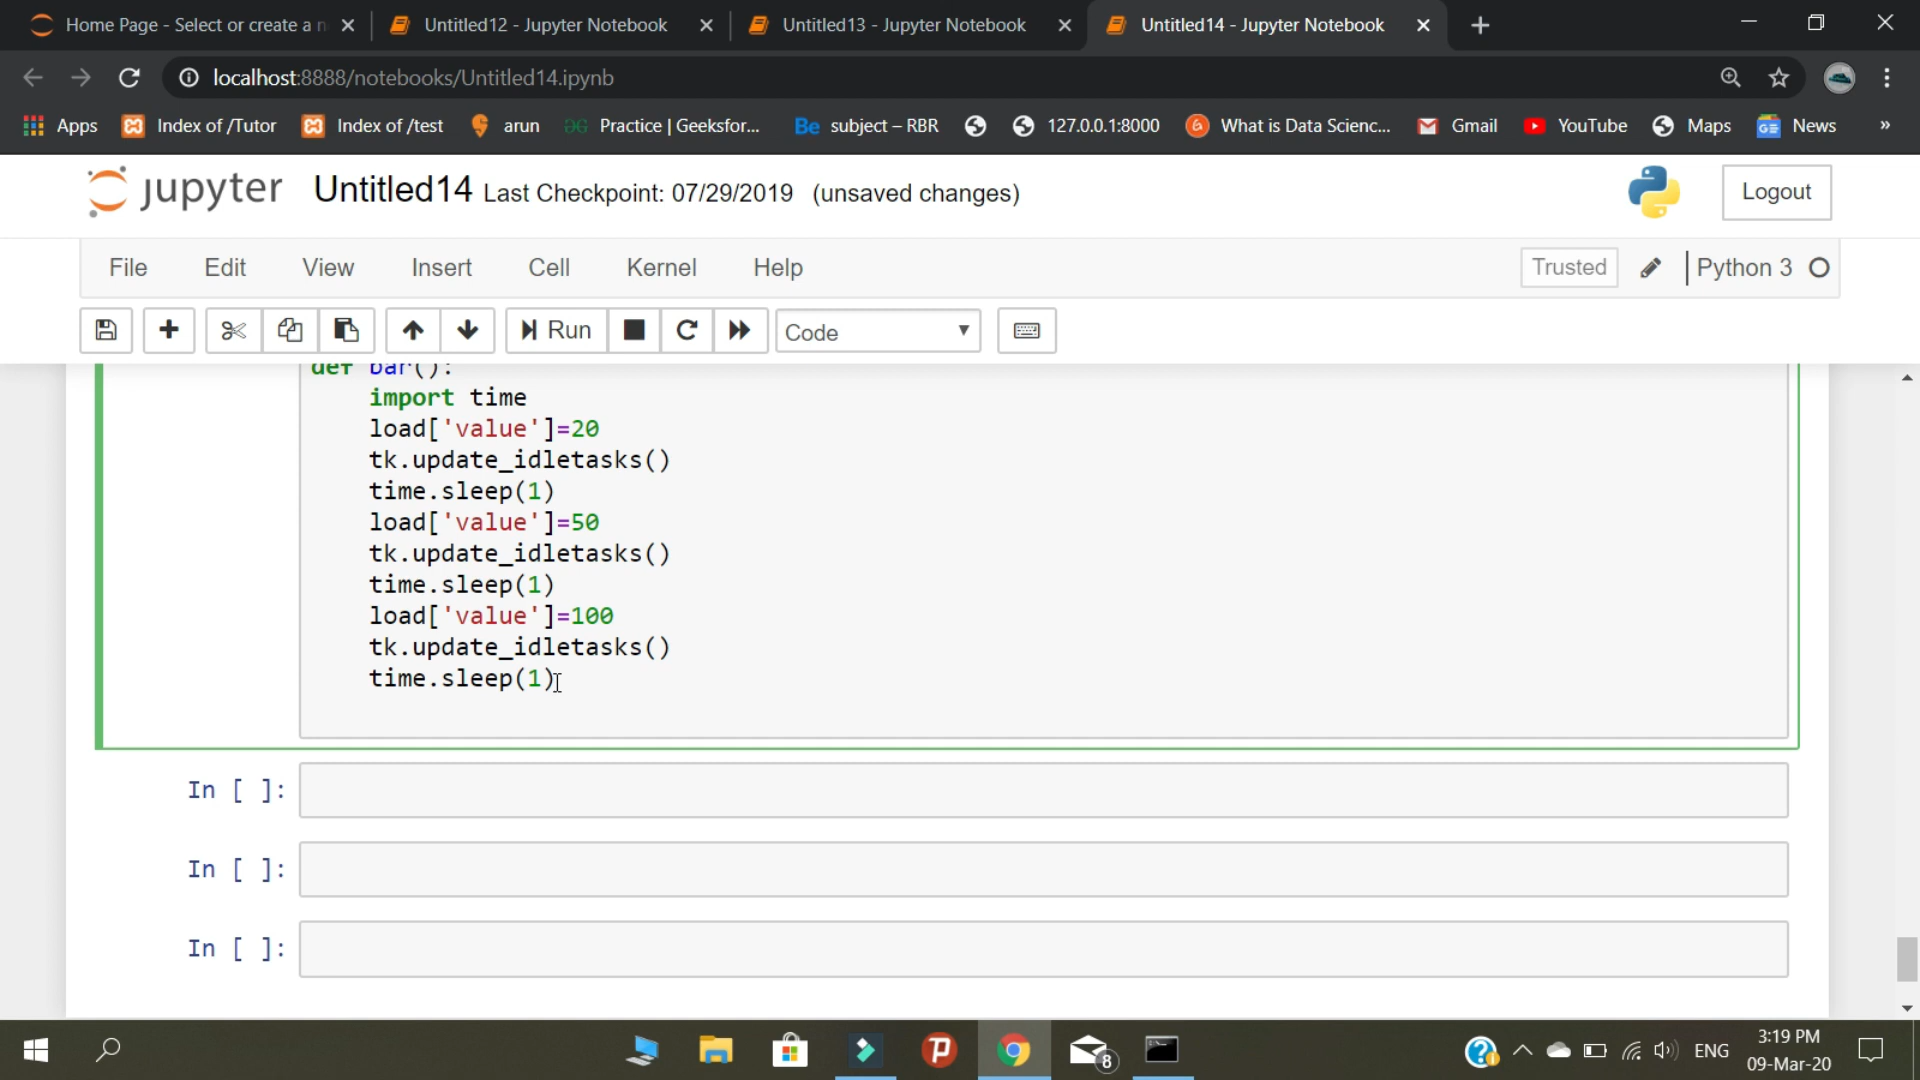 Home Page - Select or create a n
Untitled12 - Jupyter Notebook
Untitled13 - Jupyter Notebook
Untitled14 - Jupyter Notebook
localhost:8888/notebooks/Untitled14.ipynb
Apps
Index of /Tutor
Index of /test
arun
Practice | Geeksfor...
Be subject – RBR
127.0.0.1:8000
What is Data Scienc...
Gmail
YouTube
Maps
News
»
jupyter Untitled14 Last Checkpoint: 07/29/2019 (unsaved changes)
Logout
File Edit View Insert Cell Kernel Help
Trusted
Python 3
Run
Code
def bar():
import time
load['value']=20
tk.update_idletasks()
time.sleep(1)
load['value']=50
tk.update_idletasks()
time.sleep(1)
load['value']=100
tk.update_idletasks()
time.sleep(1)
In [ ]:
In [ ]:
In [ ]:
8
ENG
3:19 PM
09-Mar-20